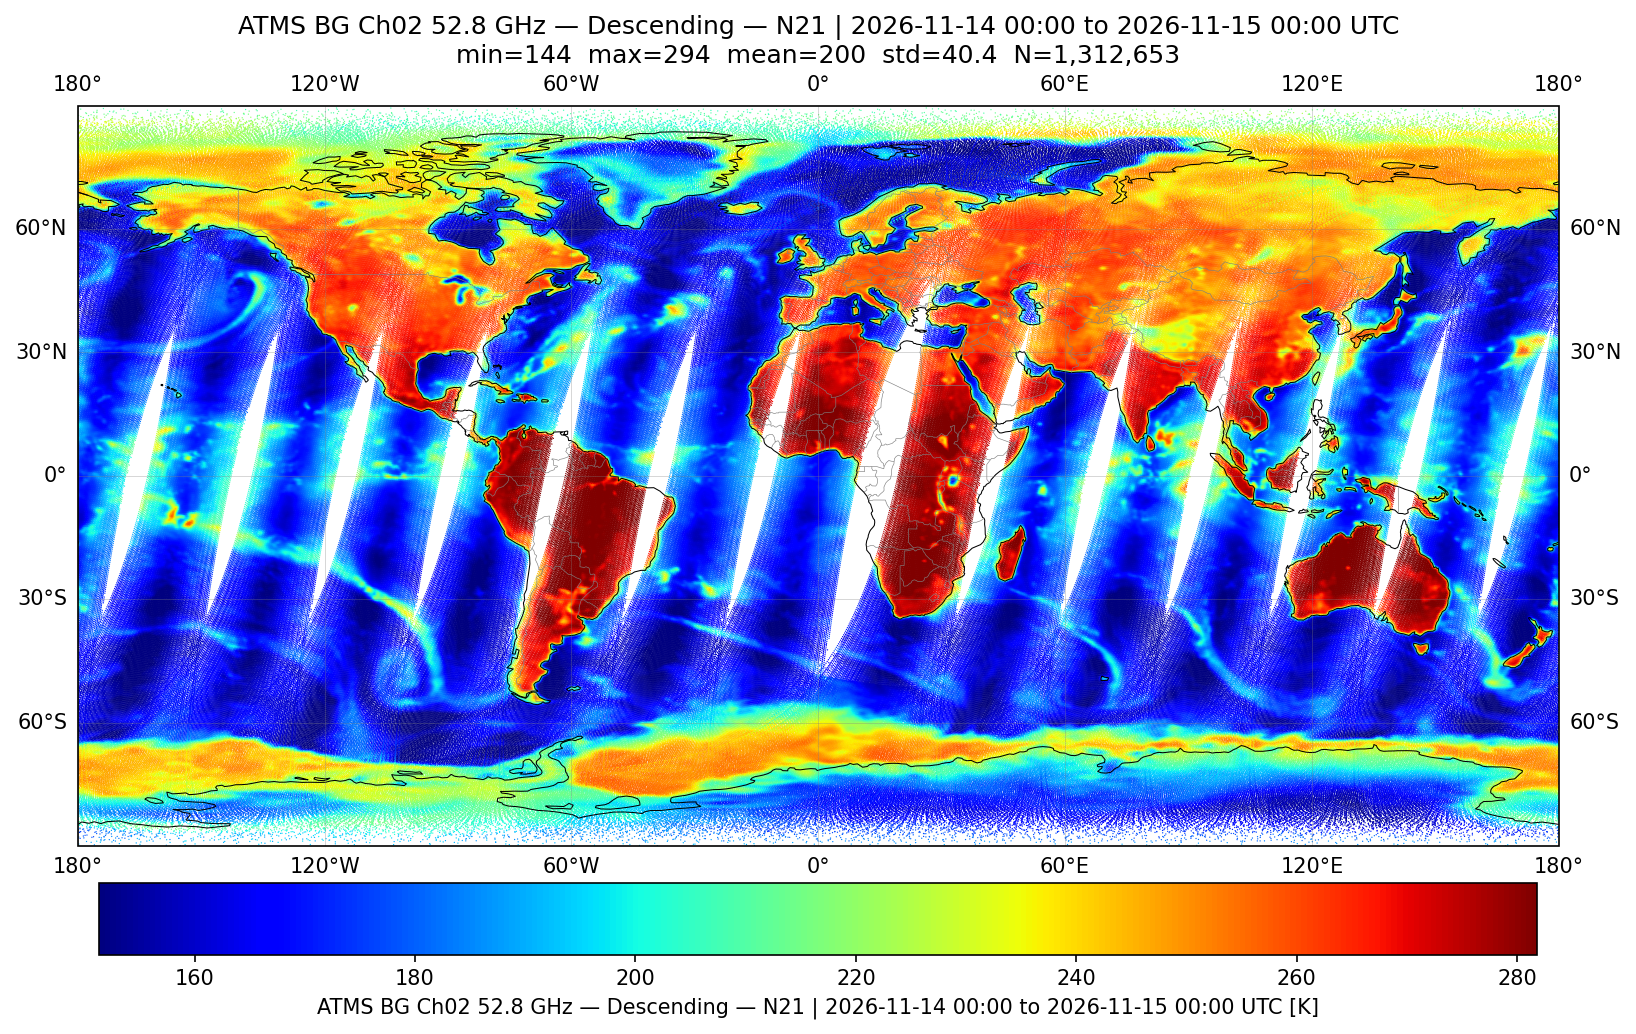 ATMS BG Ch02 52.8 GHz — Descending — N21 | 2026-11-14 00:00 to 2026-11-15 00:00 UTC
min=144 max=294 mean=200 std=40.4 N=1,312,653
180° 120°W 60°W 0° 60°E 120°E 180°
60°N 60°N
30°N 30°N
0° 0°
30°S 30°S
60°S 60°S
180° 120°W 60°W 0° 60°E 120°E 180°
160 180 200 220 240 260 280
ATMS BG Ch02 52.8 GHz — Descending — N21 | 2026-11-14 00:00 to 2026-11-15 00:00 UTC [K]